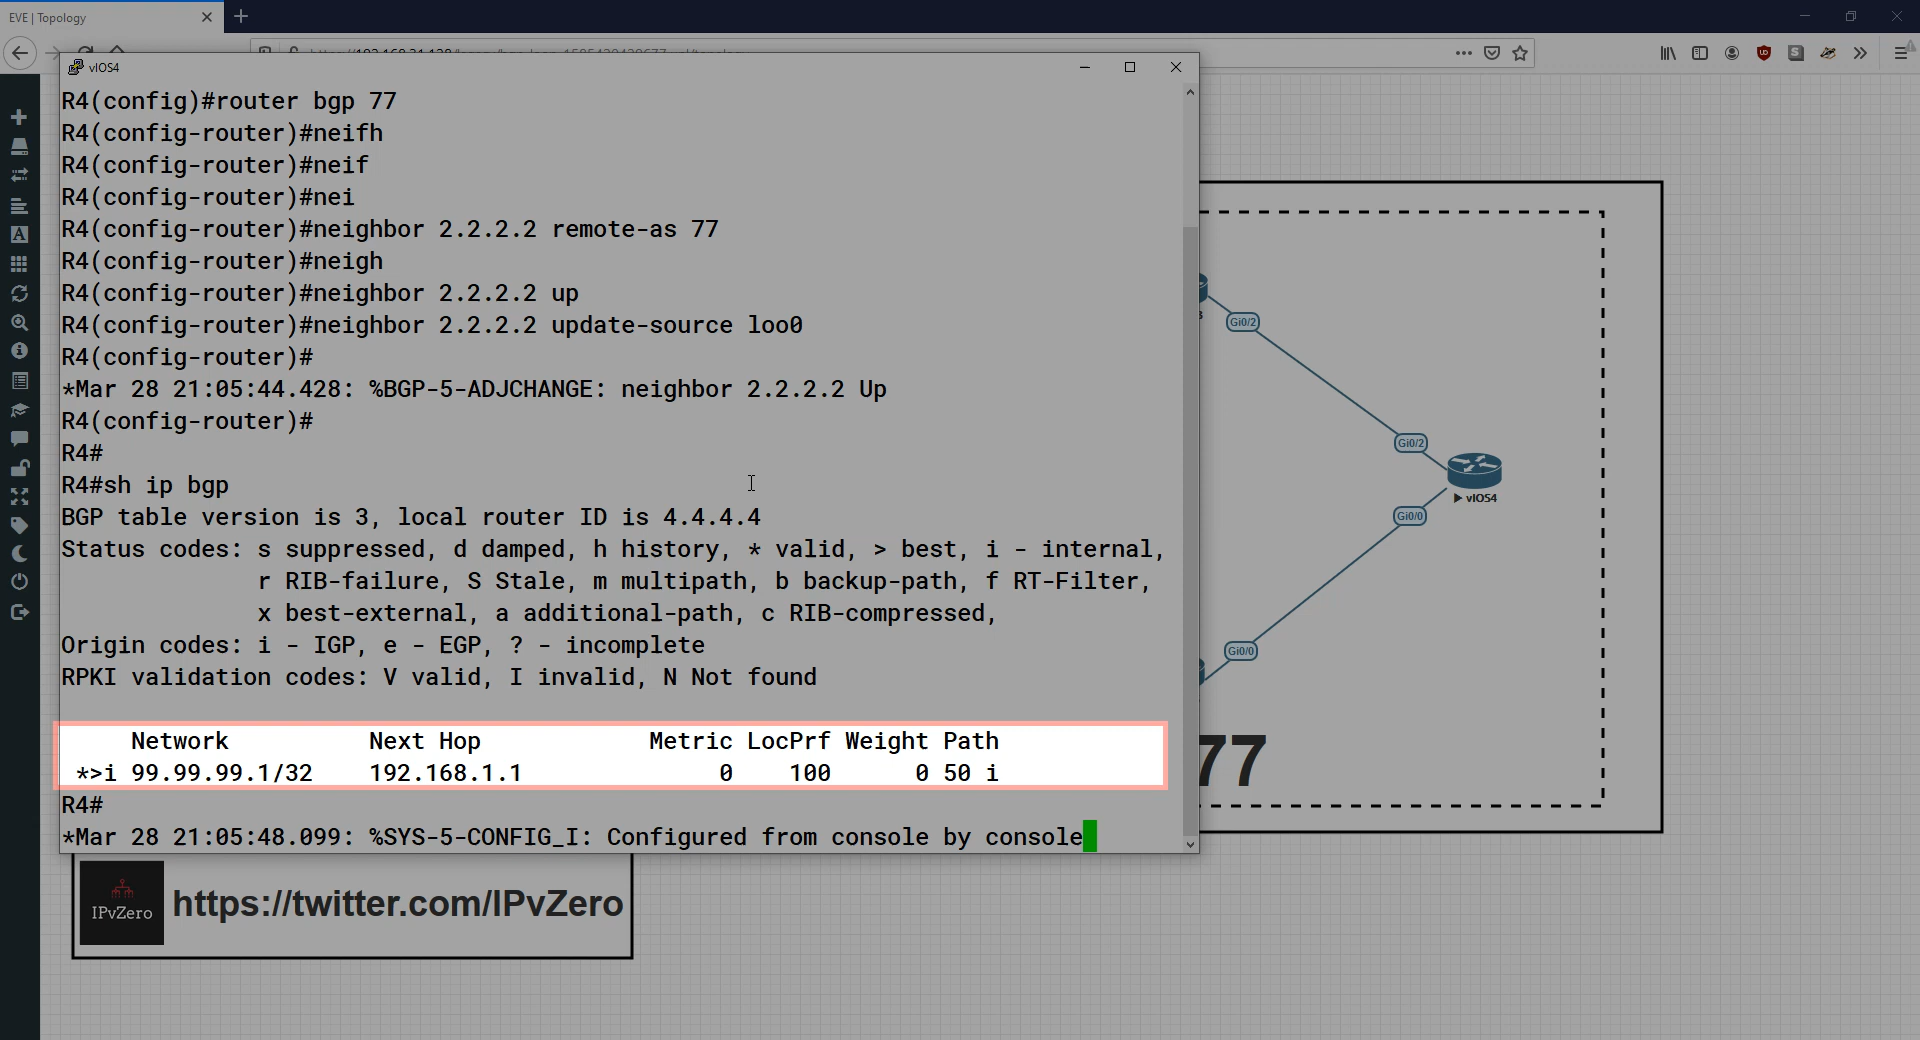 EVE | Topology
vIOS4
R4(config)#router bgp 77
R4(config-router)#neifh
R4(config-router)#neif
R4(config-router)#nei
R4(config-router)#neighbor 2.2.2.2 remote-as 77
R4(config-router)#neigh
R4(config-router)#neighbor 2.2.2.2 up
R4(config-router)#neighbor 2.2.2.2 update-source loo0
R4(config-router)#
*Mar 28 21:05:44.428: %BGP-5-ADJCHANGE: neighbor 2.2.2.2 Up
R4(config-router)#
R4#
R4#sh ip bgp
BGP table version is 3, local router ID is 4.4.4.4
Status codes: s suppressed, d damped, h history, * valid, > best, i - internal,
r RIB-failure, S Stale, m multipath, b backup-path, f RT-Filter,
x best-external, a additional-path, c RIB-compressed,
Origin codes: i - IGP, e - EGP, ? - incomplete
RPKI validation codes: V valid, I invalid, N Not found
Network Next Hop Metric LocPrf Weight Path
*>i 99.99.99.1/32 192.168.1.1 0 100 0 50 i
R4#
*Mar 28 21:05:48.099: %SYS-5-CONFIG_I: Configured from console by console
Gi0/2
Gi0/2
vIOS4
Gi0/0
Gi0/0
77
IPvZero
https://twitter.com/IPvZero